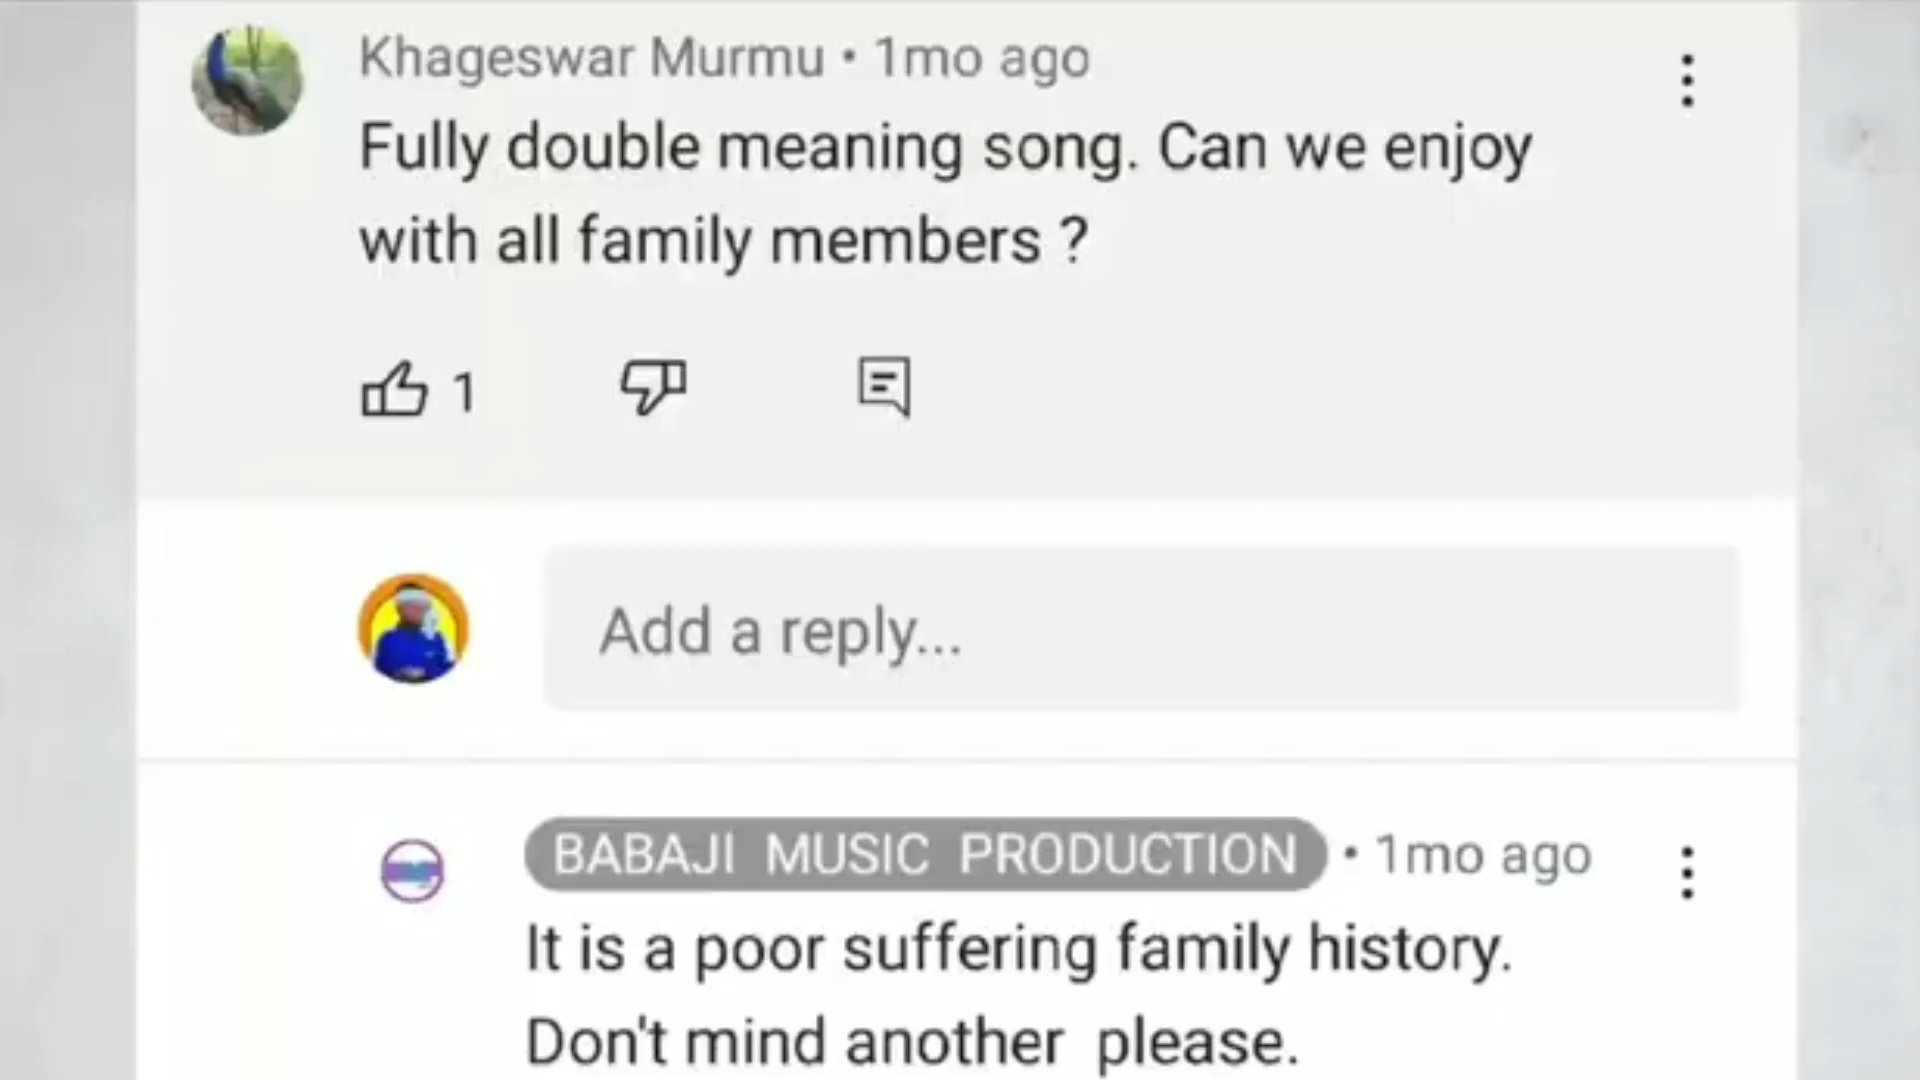 Khageswar Murmu • 1mo ago
Fully double meaning song. Can we enjoy
with all family members ?
1
Add a reply...
BABAJI MUSIC PRODUCTION • 1mo ago
It is a poor suffering family history.
Don't mind another please.